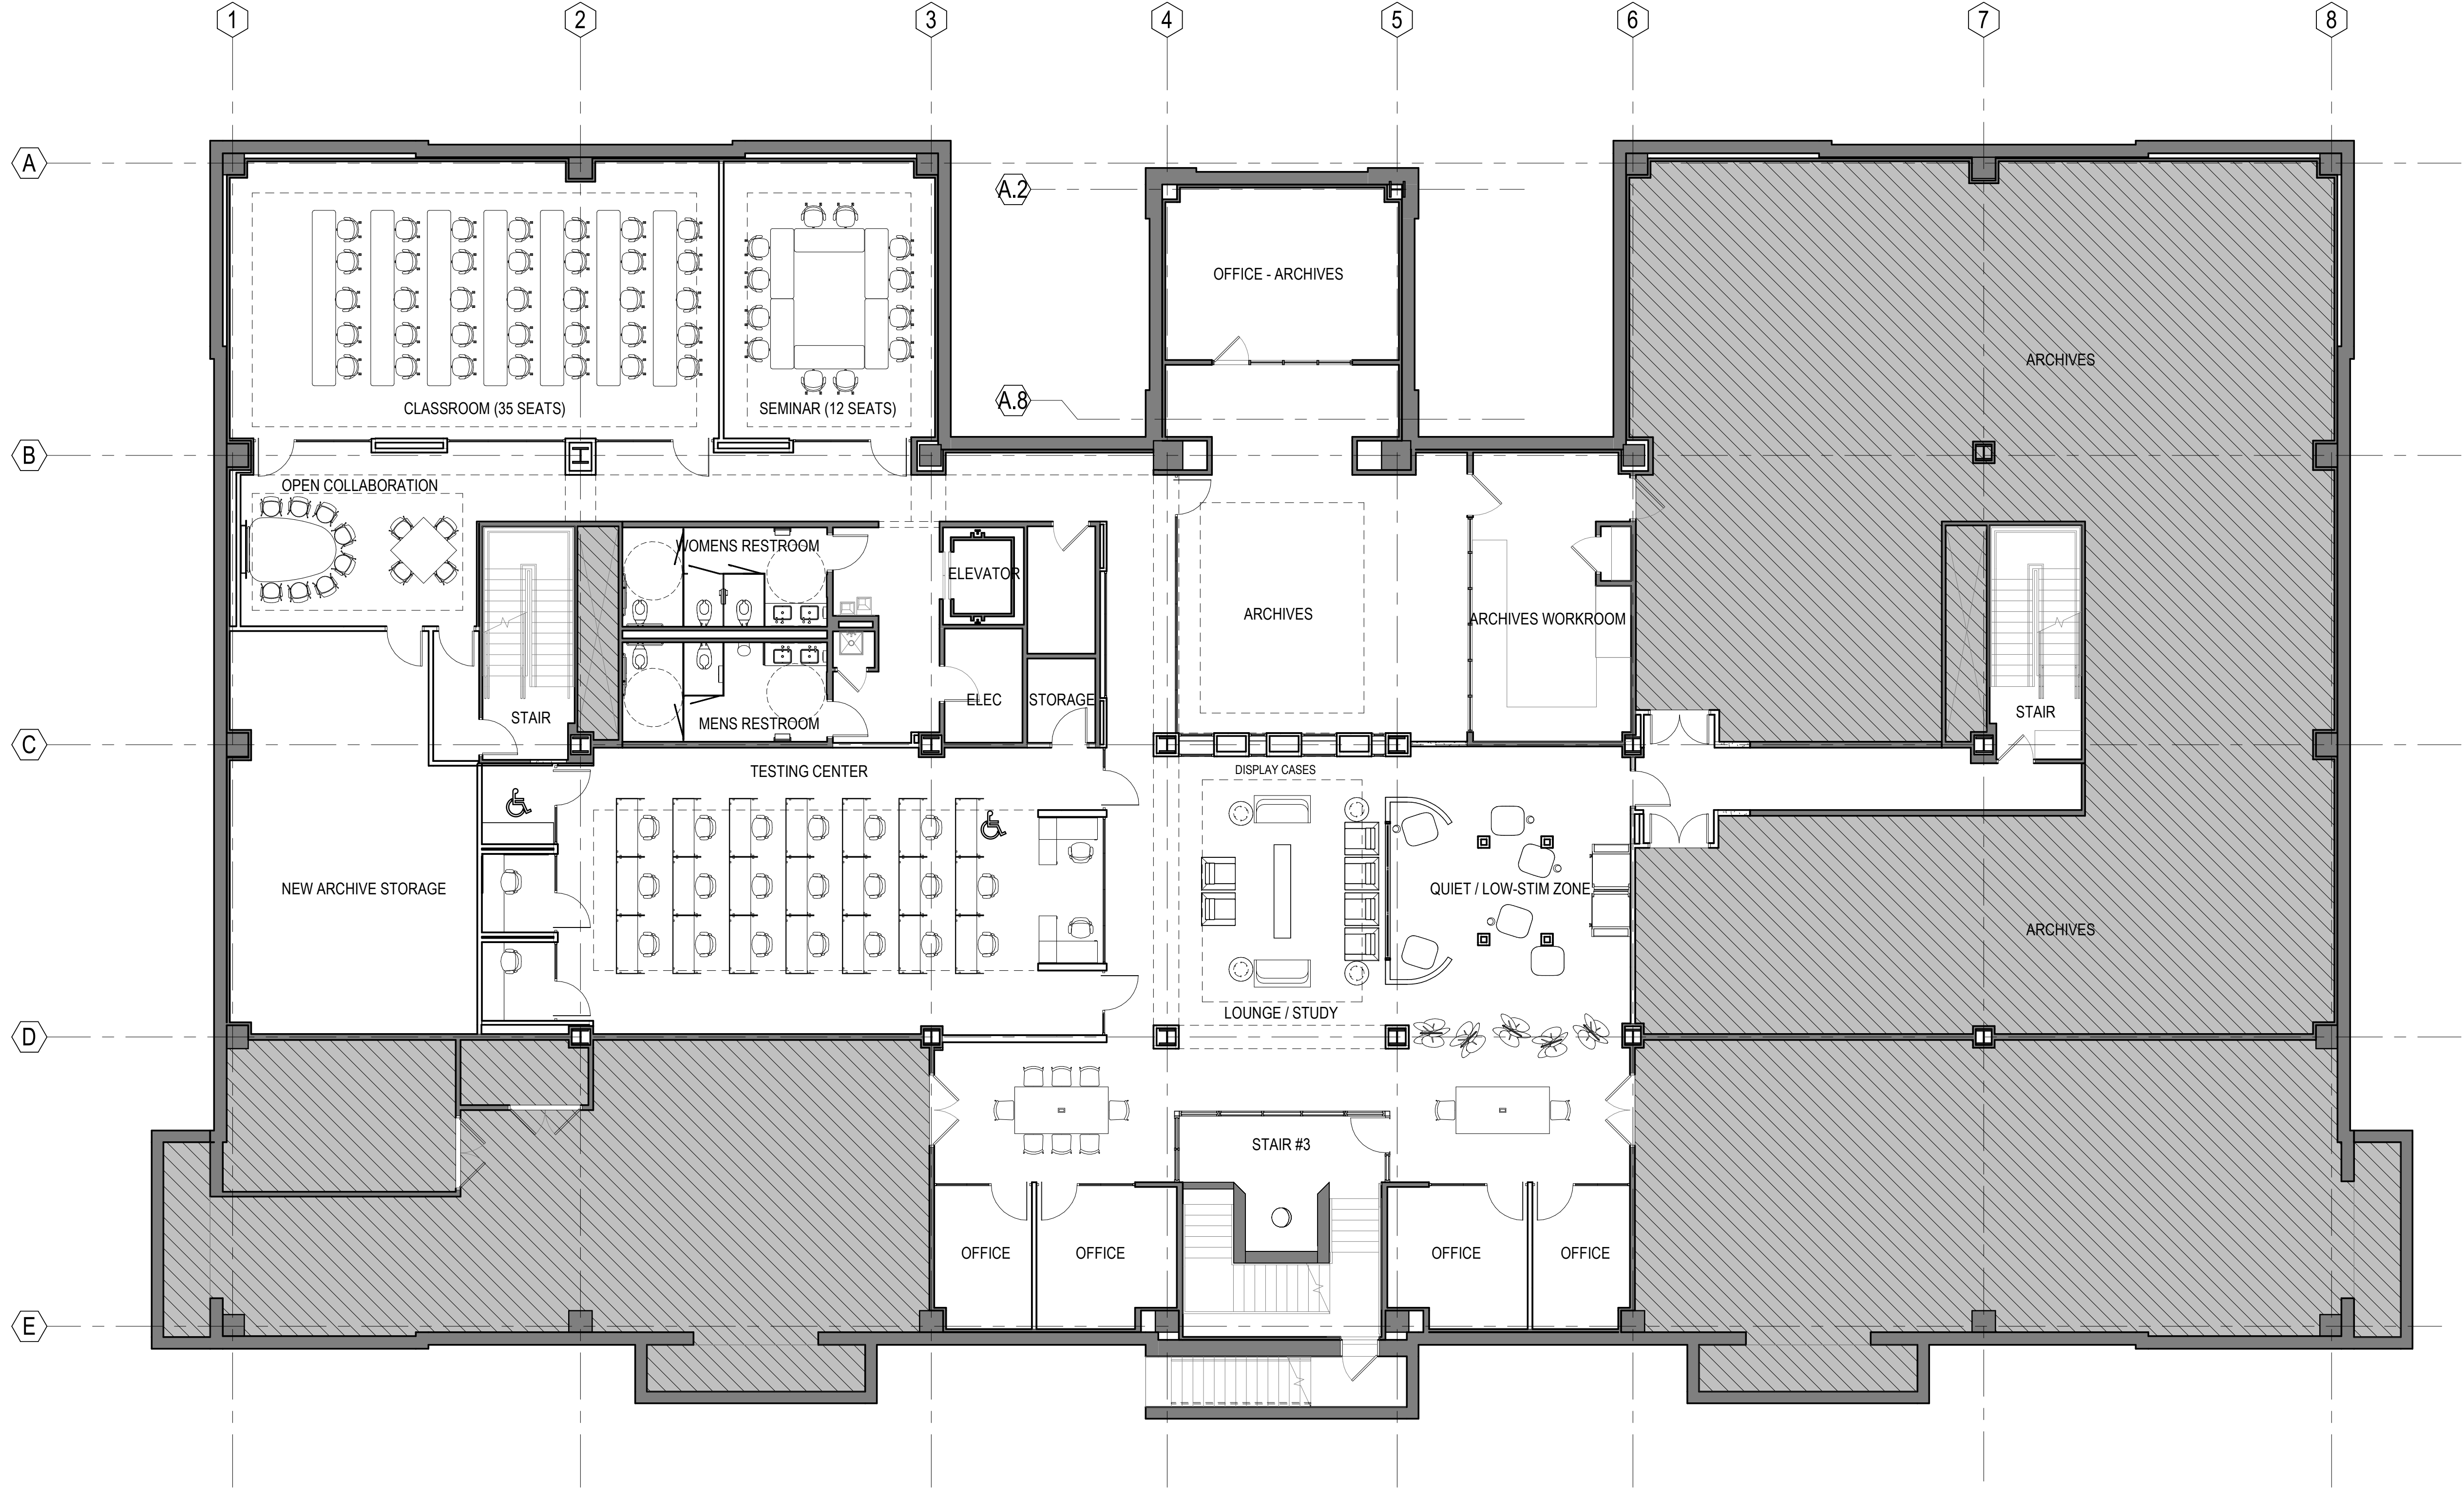 1
2
3
4
5
6
7
8
A
A.2
OFFICE - ARCHIVES
ARCHIVES
A.8
CLASSROOM (35 SEATS)
SEMINAR (12 SEATS)
B
OPEN COLLABORATION
WOMENS RESTROOM
ELEVATOR
ARCHIVES
ARCHIVES WORKROOM
ELEC
STORAGE
STAIR
MENS RESTROOM
STAIR
C
TESTING CENTER
DISPLAY CASES
NEW ARCHIVE STORAGE
QUIET / LOW-STIM ZONE
ARCHIVES
LOUNGE / STUDY
D
STAIR #3
OFFICE
OFFICE
OFFICE
OFFICE
E